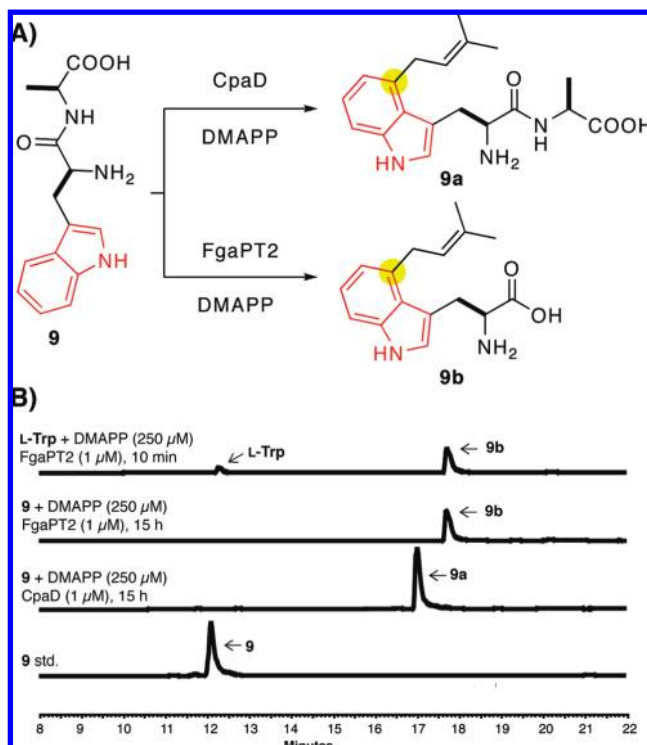 A)
COOH
NH
O
NH2
NH
9
CpaD
DMAPP
FgaPT2
DMAPP
O
N
H
COOH
HN
NH2
9a
O
OH
HN
NH2
9b
B)
L-Trp + DMAPP (250 µM)
FgaPT2 (1 µM), 10 min
L-Trp
9b
9 + DMAPP (250 µM)
FgaPT2 (1 µM), 15 h
9b
9 + DMAPP (250 µM)
CpaD (1 µM), 15 h
9a
9 std.
9
8 9 10 11 12 13 14 15 16 17 18 19 20 21 22
Minutes